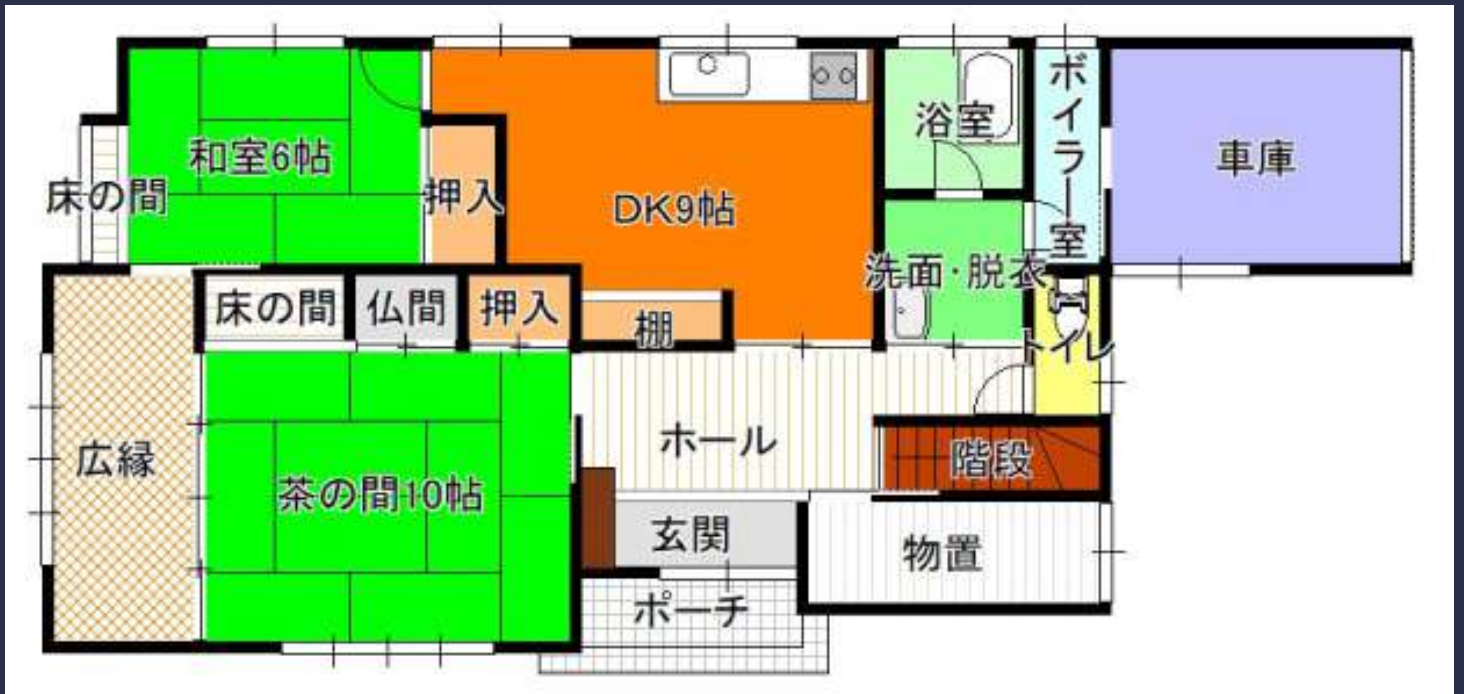 和室6帖
床の間
押入
DK9帖
浴室
ボイラー室
車庫
洗面・脱衣
床の間
仏間
押入
棚
トイレ
広縁
茶の間10帖
ホール
階段
玄関
物置
ポーチ